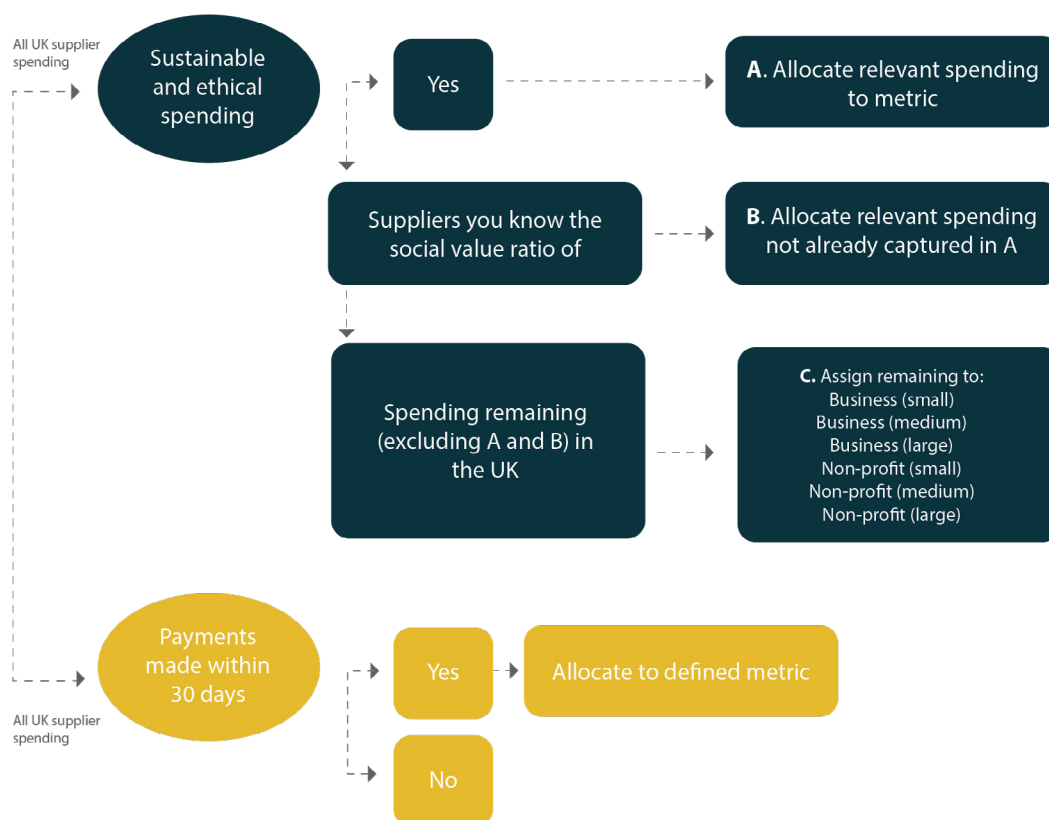 All UK supplier
spending
Sustainable
and ethical
spending
Yes
A. Allocate relevant spending
to metric
Suppliers you know the
social value ratio of
B. Allocate relevant spending
not already captured in A
Spending remaining
(excluding A and B) in
the UK
C. Assign remaining to:
Business (small)
Business (medium)
Business (large)
Non-profit (small)
Non-profit (medium)
Non-profit (large)
Payments
made within
30 days
All UK supplier
spending
Yes
Allocate to defined metric
No